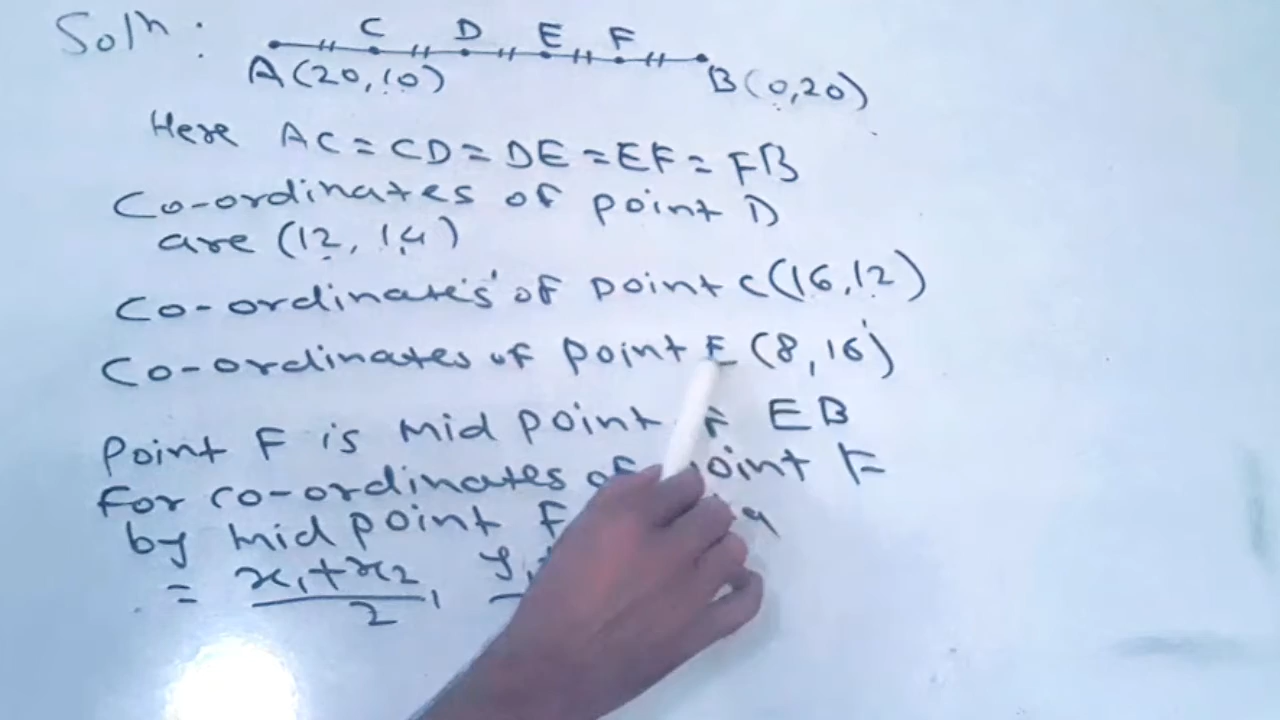 Soln:
C D E F
A(20,10) B(0,20)
Here AC=CD=DE=EF=FB
Co-ordinates of point D
are (12, 14)
Co-ordinates of point C(16,12)
Co-ordinates of point E (8,16)
Point F is Mid point EB
For co-ordinates of point F
by Mid point
= x₁+x₂/2, y₁